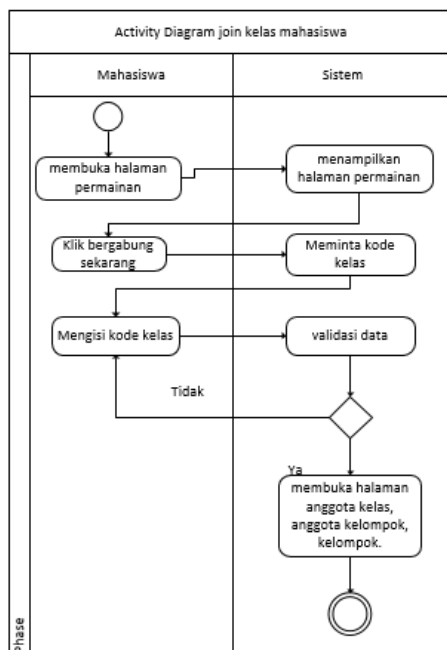 Activity Diagram join kelas mahasiswa
Mahasiswa
Sistem
membuka halaman
permainan
menampilkan
halaman permainan
Klik bergabung
sekarang
Meminta kode
kelas
Mengisi kode kelas
validasi data
Tidak
Ya
membuka halaman
anggota kelas,
anggota kelompok,
kelompok.
Phase